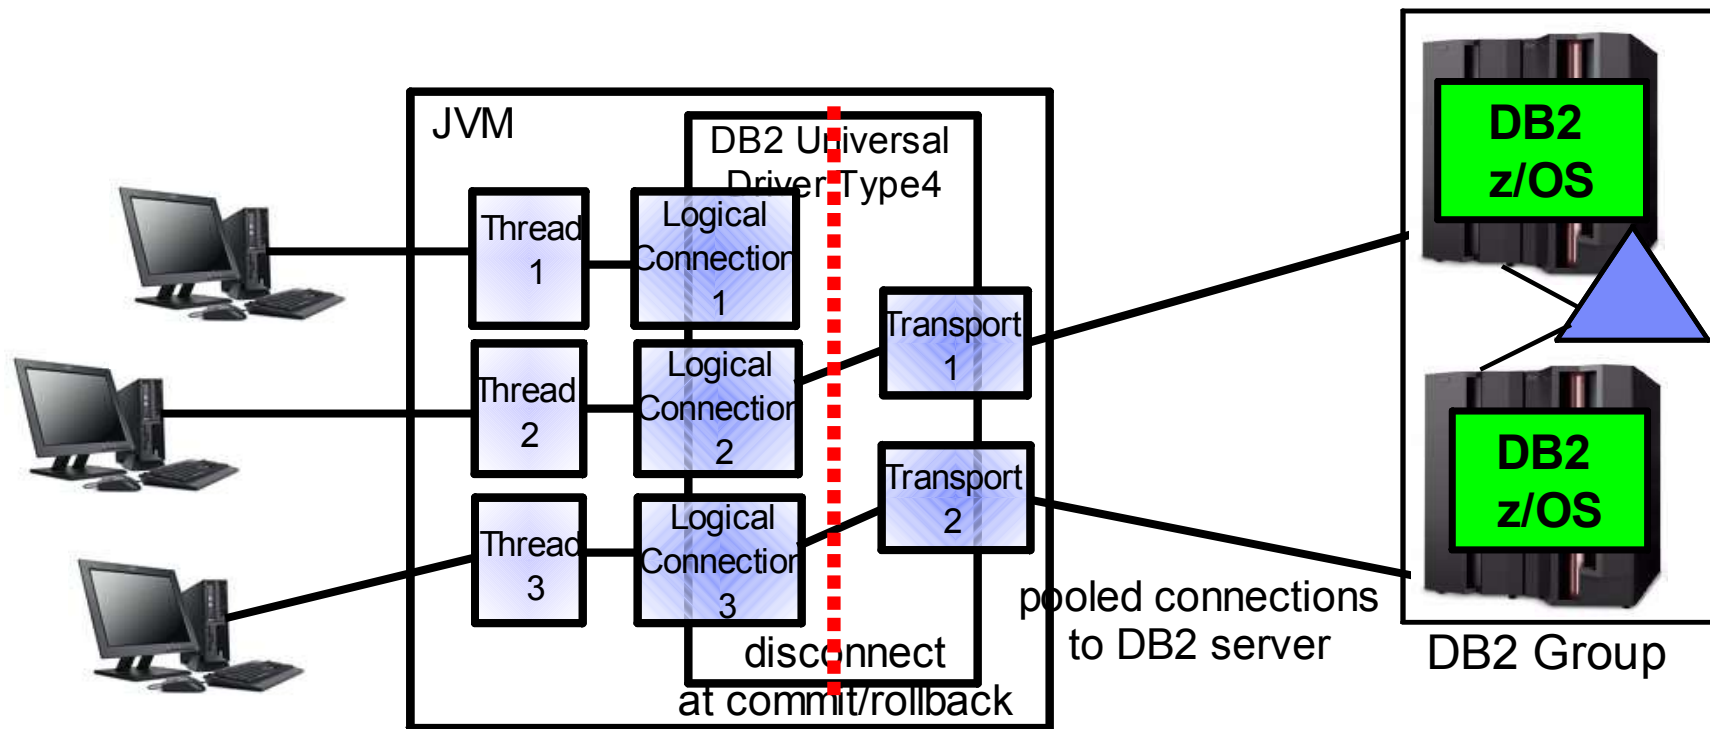 JVM
DB2 Universal
Driver Type4
Thread
1
Logical
Connection
1
Thread
2
Logical
Connection
2
Thread
3
Logical
Connection
3
Transport
1
Transport
2
disconnect
at commit/rollback
pooled connections
to DB2 server
DB2
z/OS
DB2
z/OS
DB2 Group